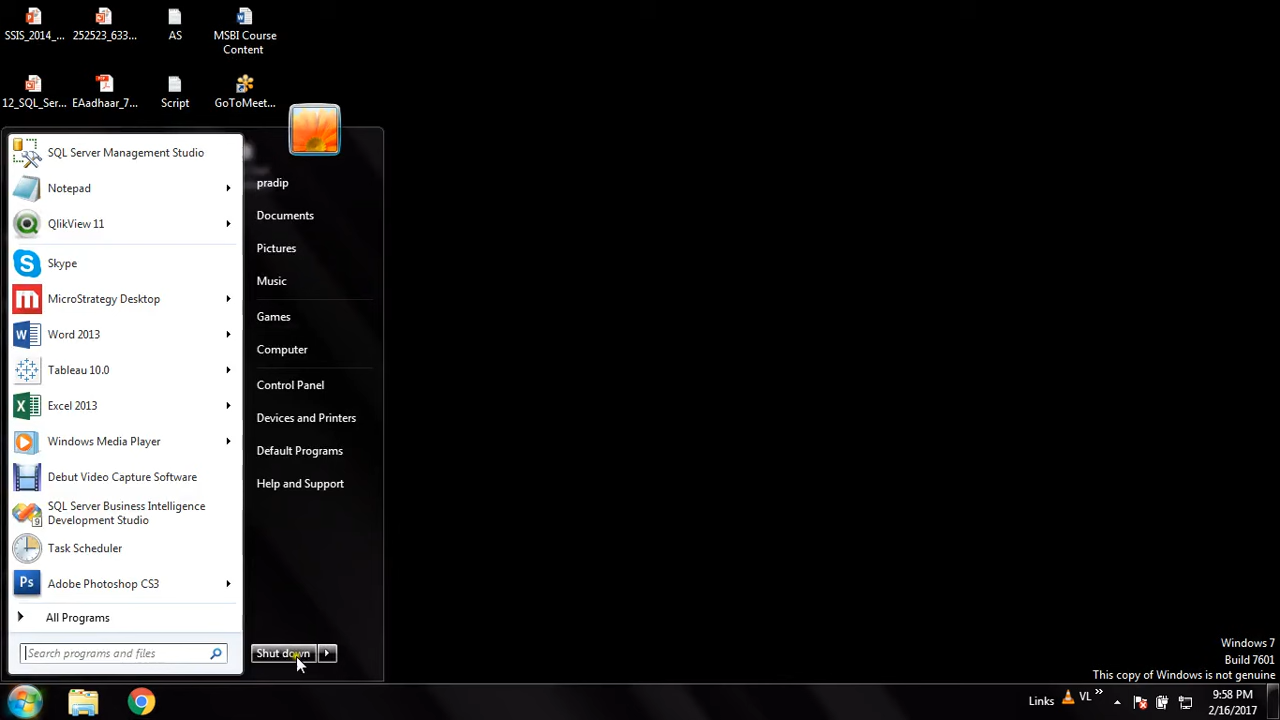 SSIS_2014_...
252523_633...
AS
MSBI Course
Content
12_SQL_Ser...
EAadhaar_7...
Script
GoToMeet...
SQL Server Management Studio
Notepad
QlikView 11
Skype
MicroStrategy Desktop
Word 2013
Tableau 10.0
Excel 2013
Windows Media Player
Debut Video Capture Software
SQL Server Business Intelligence
Development Studio
Task Scheduler
Adobe Photoshop CS3
All Programs
Search programs and files
pradip
Documents
Pictures
Music
Games
Computer
Control Panel
Devices and Printers
Default Programs
Help and Support
Shut down
Windows 7
Build 7601
This copy of Windows is not genuine
Links
VL
9:58 PM
2/16/2017